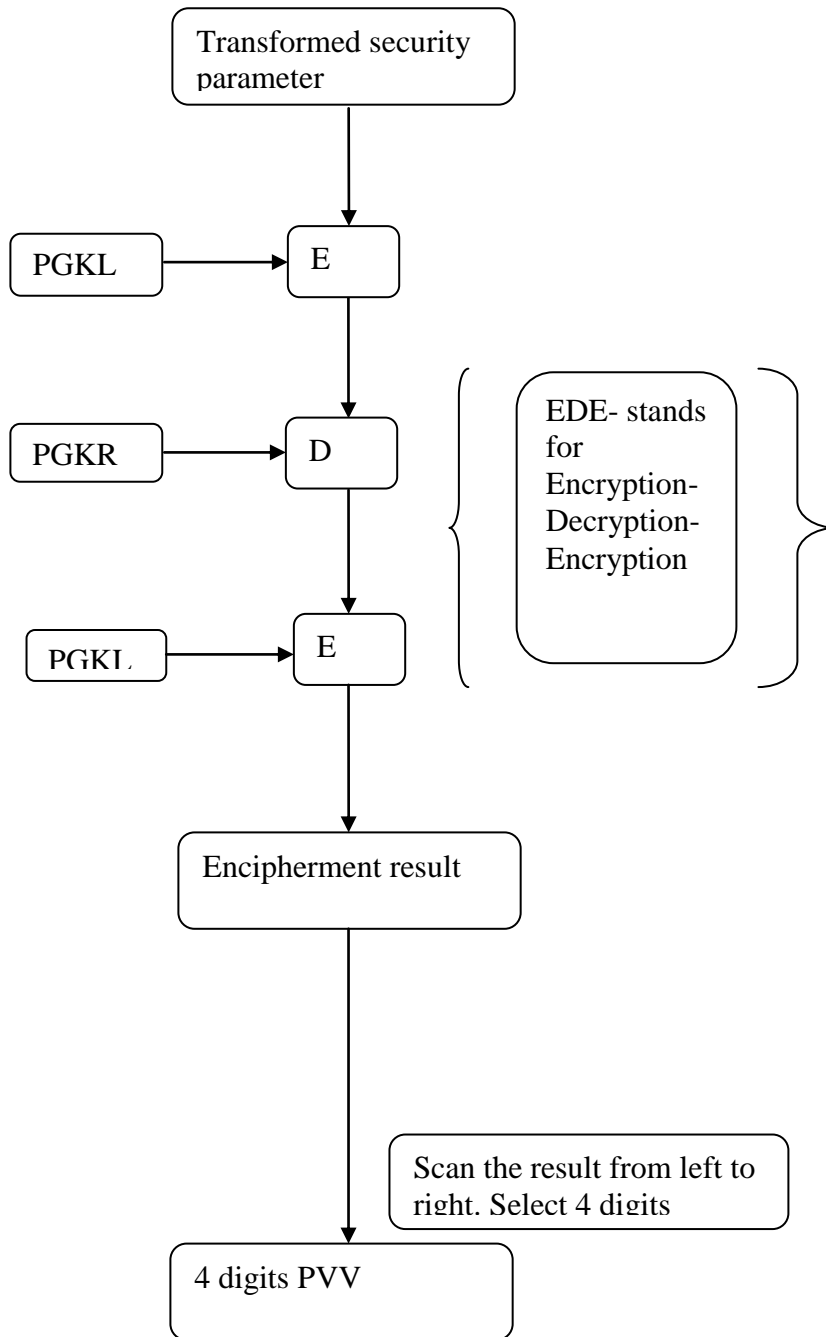 Transformed security
parameter
PGKL
E
EDE- stands
for
Encryption-
Decryption-
Encryption
PGKR
D
PGKL
E
Encipherment result
Scan the result from left to
right. Select 4 digits
4 digits PVV